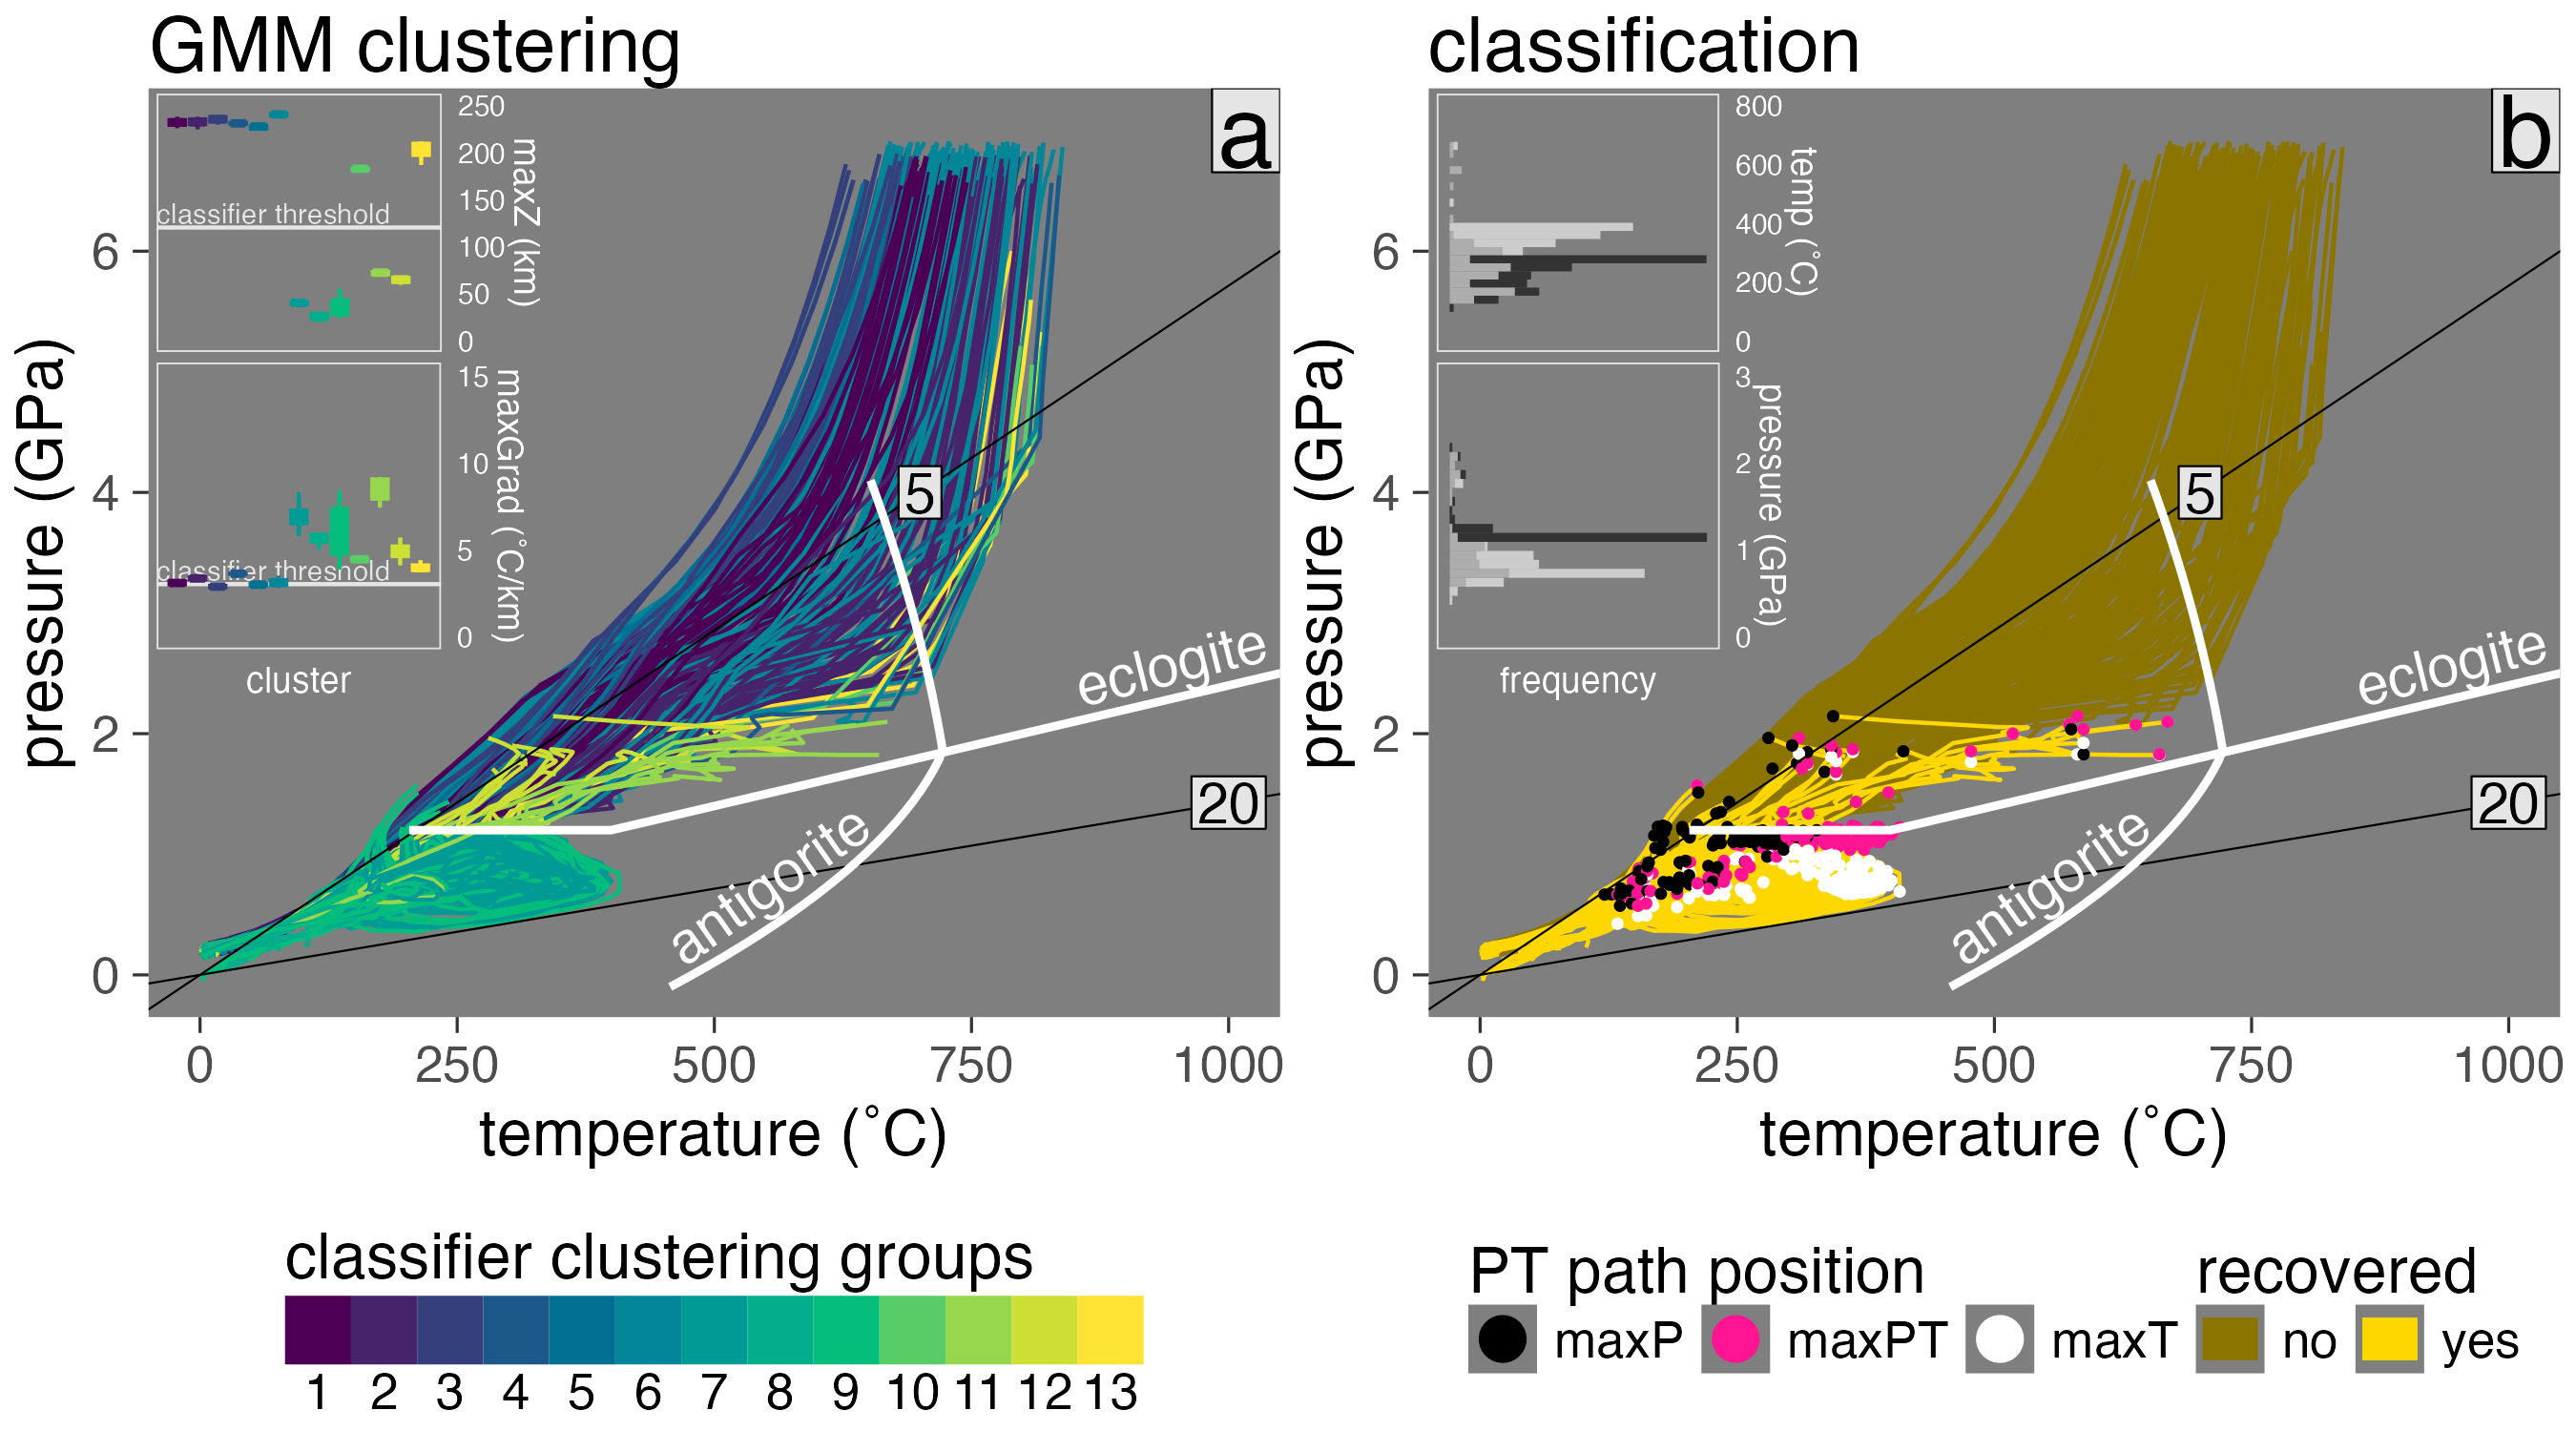 GMM clustering
a
250
200
150
100
50
0
maxZ (km)
classifier threshold
15
10
5
0
maxGrad (˚C/km)
classifier threshold
cluster
5
eclogite
20
antigorite
6
4
2
0
pressure (GPa)
0 250 500 750 1000
temperature (˚C)
classification
b
800
600
400
200
0
temp (˚C)
3
2
1
0
pressure (GPa)
frequency
5
eclogite
20
antigorite
6
4
2
0
pressure (GPa)
0 250 500 750 1000
temperature (˚C)
classifier clustering groups
1 2 3 4 5 6 7 8 9 10 11 12 13
PT path position
maxP maxPT maxT
recovered
no yes